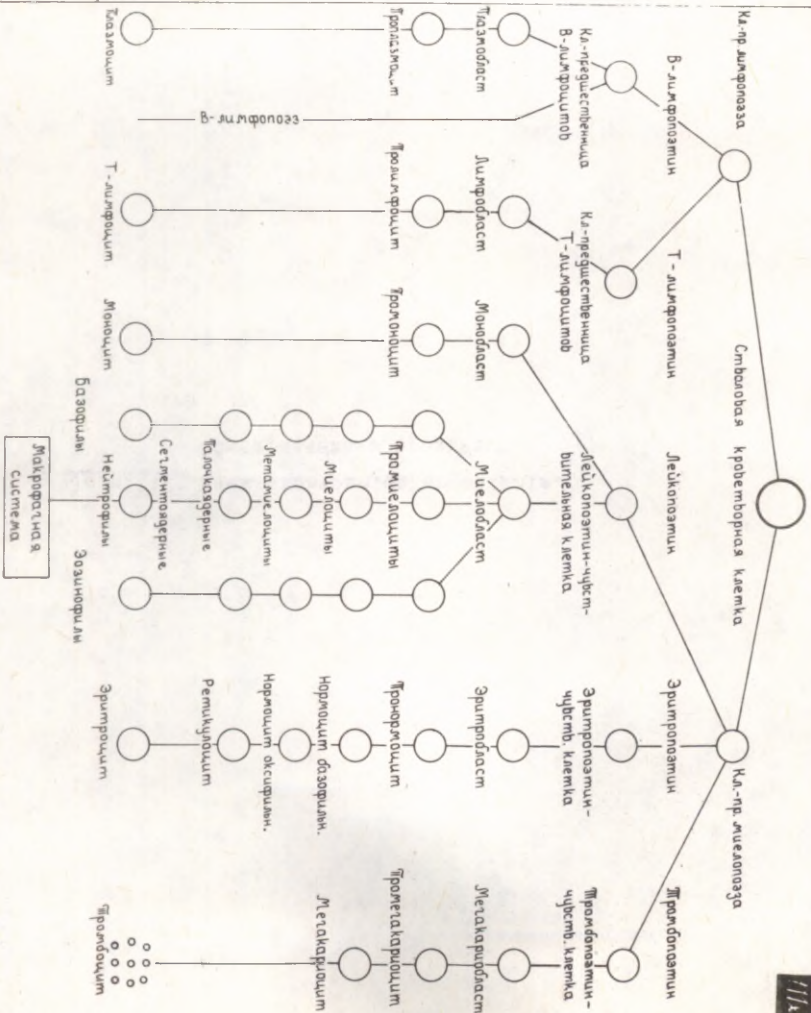 Стволовая кроветворная клетка
Кл-пр лимфопоэза
Кл.-пр. миелопоэза
В-лимфопоэтин
Т-лимфопоэтин
Лейкопоэтин
Эритропоэтин
Тромбопоэтин
Кл.-предшественница
В-лимфоцитов
Кл.-предшественница
Т-лимфоцитов
Лейкопоэтин-чувст-
вительная клетка
Эритропоэтин-
чувств. клетка
Тромбопоэтин-
чувств. клетка
Плазмобласт
Лимфобласт
Монобласт
Миелобласт
Эритробласт
Мегакариобласт
Проплазмоцит
Пролимфоцит
Промоноцит
Промиелоциты
Пронормоцит
Промегакариоцит
В-лимфопоэз
Миелоциты
Нормоцит базофильн.
Мегакариоцит
Метамиелоциты
Нормоцит оксифильн.
Палочкоядерные
Ретикулоцит
Сегментоядерные
Плазмоцит
Т-лимфоцит
Моноцит
Базофилы
Нейтрофилы
Эозинофилы
Эритроцит
Тромбоцит
Макрофагная
система